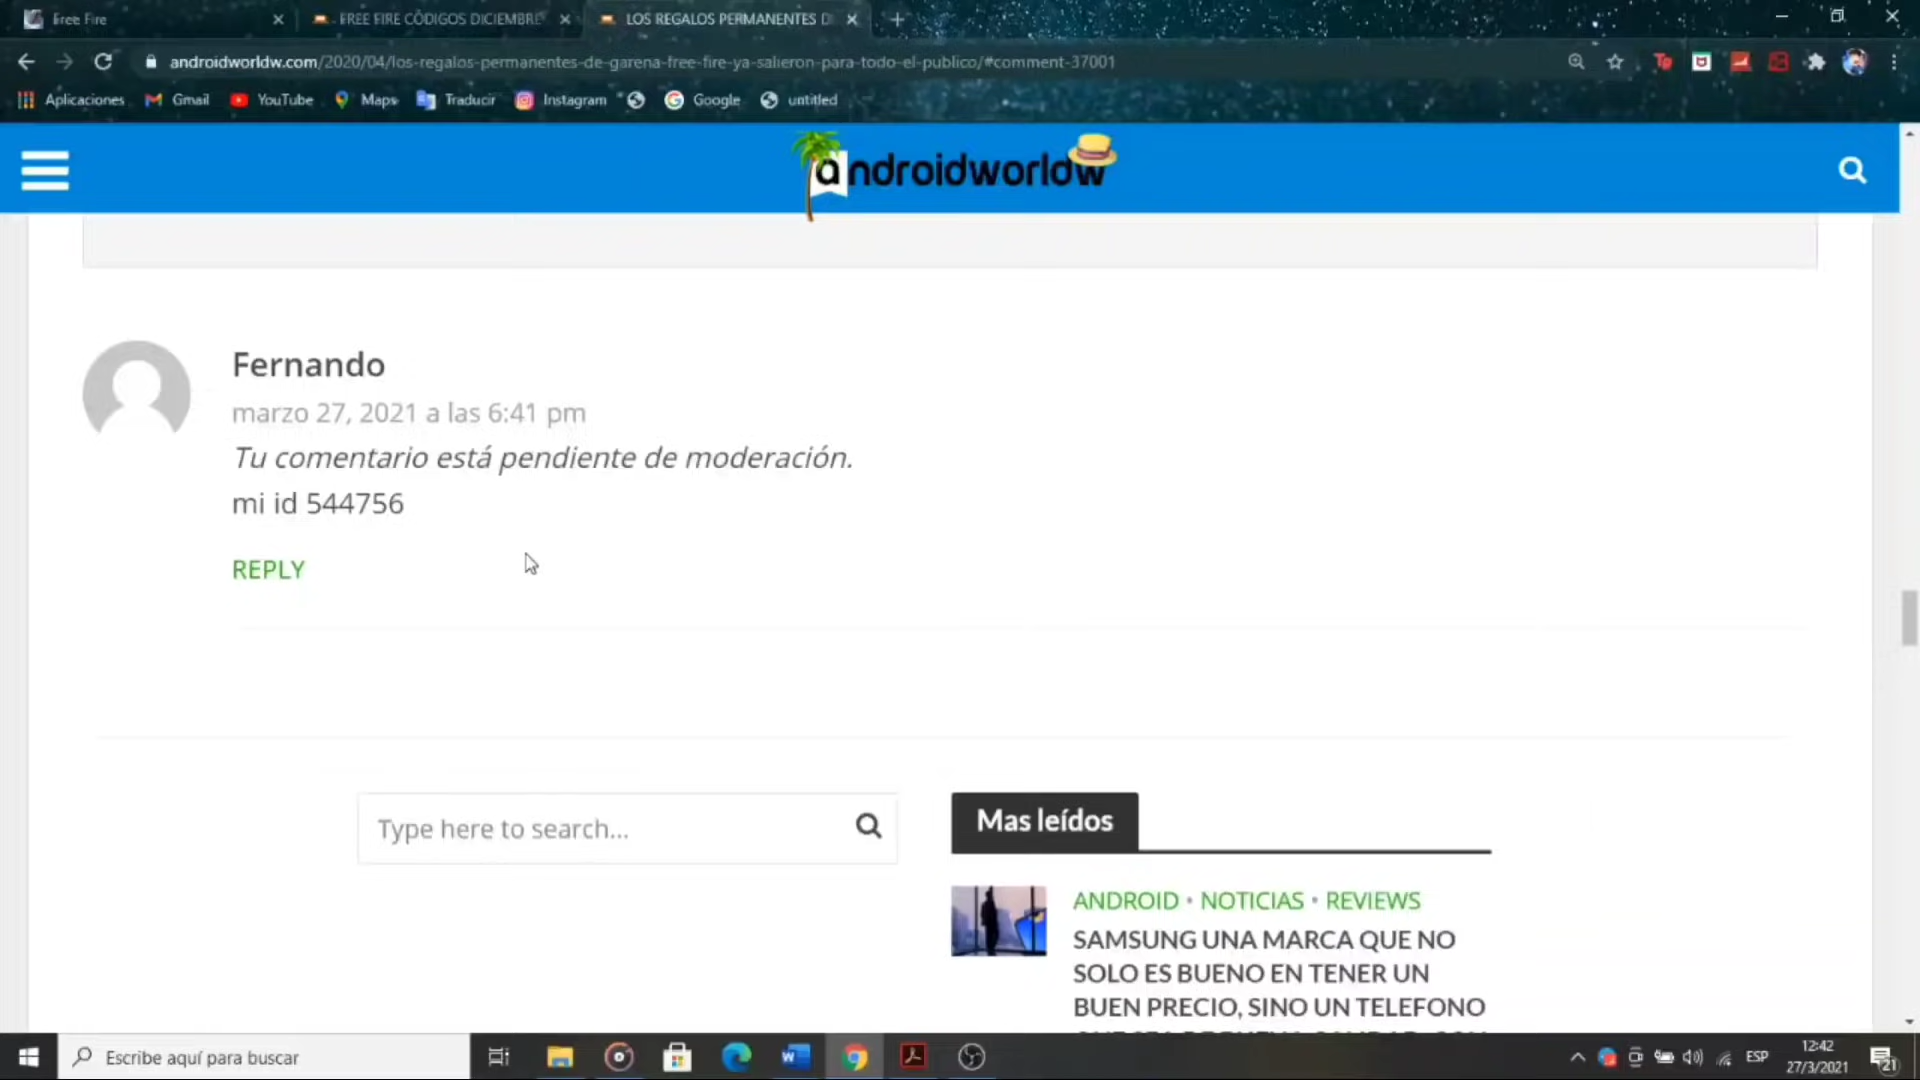 Free Fire
FREE FIRE CÓDIGOS DICIEMBRE
LOS REGALOS PERMANENTES D
androidworldw.com/2020/04/los-regalos-permanentes-de-garena-free-fire-ya-salieron-para-todo-el-publico/#comment-37001
Aplicaciones
Gmail
YouTube
Maps
Traducir
Instagram
Google
untitled
androidworldw
Fernando
marzo 27, 2021 a las 6:41 pm
Tu comentario está pendiente de moderación.
mi id 544756
REPLY
Type here to search...
Mas leídos
ANDROID • NOTICIAS • REVIEWS
SAMSUNG UNA MARCA QUE NO
SOLO ES BUENO EN TENER UN
BUEN PRECIO, SINO UN TELEFONO
Escribe aquí para buscar
ESP
12:42
27/3/2021
21